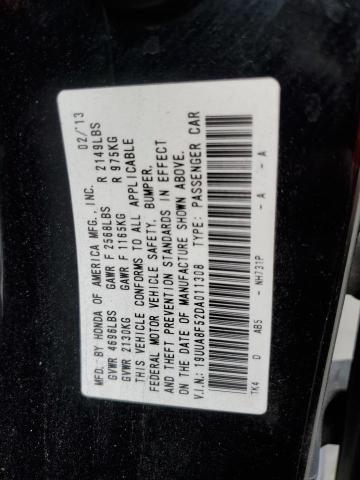 MFD. BY HONDA OF AMERICA MFG., INC. 02/'13
GVWR 4696LBS GAWR F 2568LBS R 2149LBS
GVWR 2130KG GAWR F 1165KG R 975KG
THIS VEHICLE CONFORMS TO ALL APPLICABLE
FEDERAL MOTOR VEHICLE SAFETY, BUMPER,
AND THEFT PREVENTION STANDARDS IN EFFECT
ON THE DATE OF MANUFACTURE SHOWN ABOVE.
V.I.N.: 19UUA8F52DA011308 TYPE: PASSENGER CAR
TK4 D AB5 - NH731P - A - A